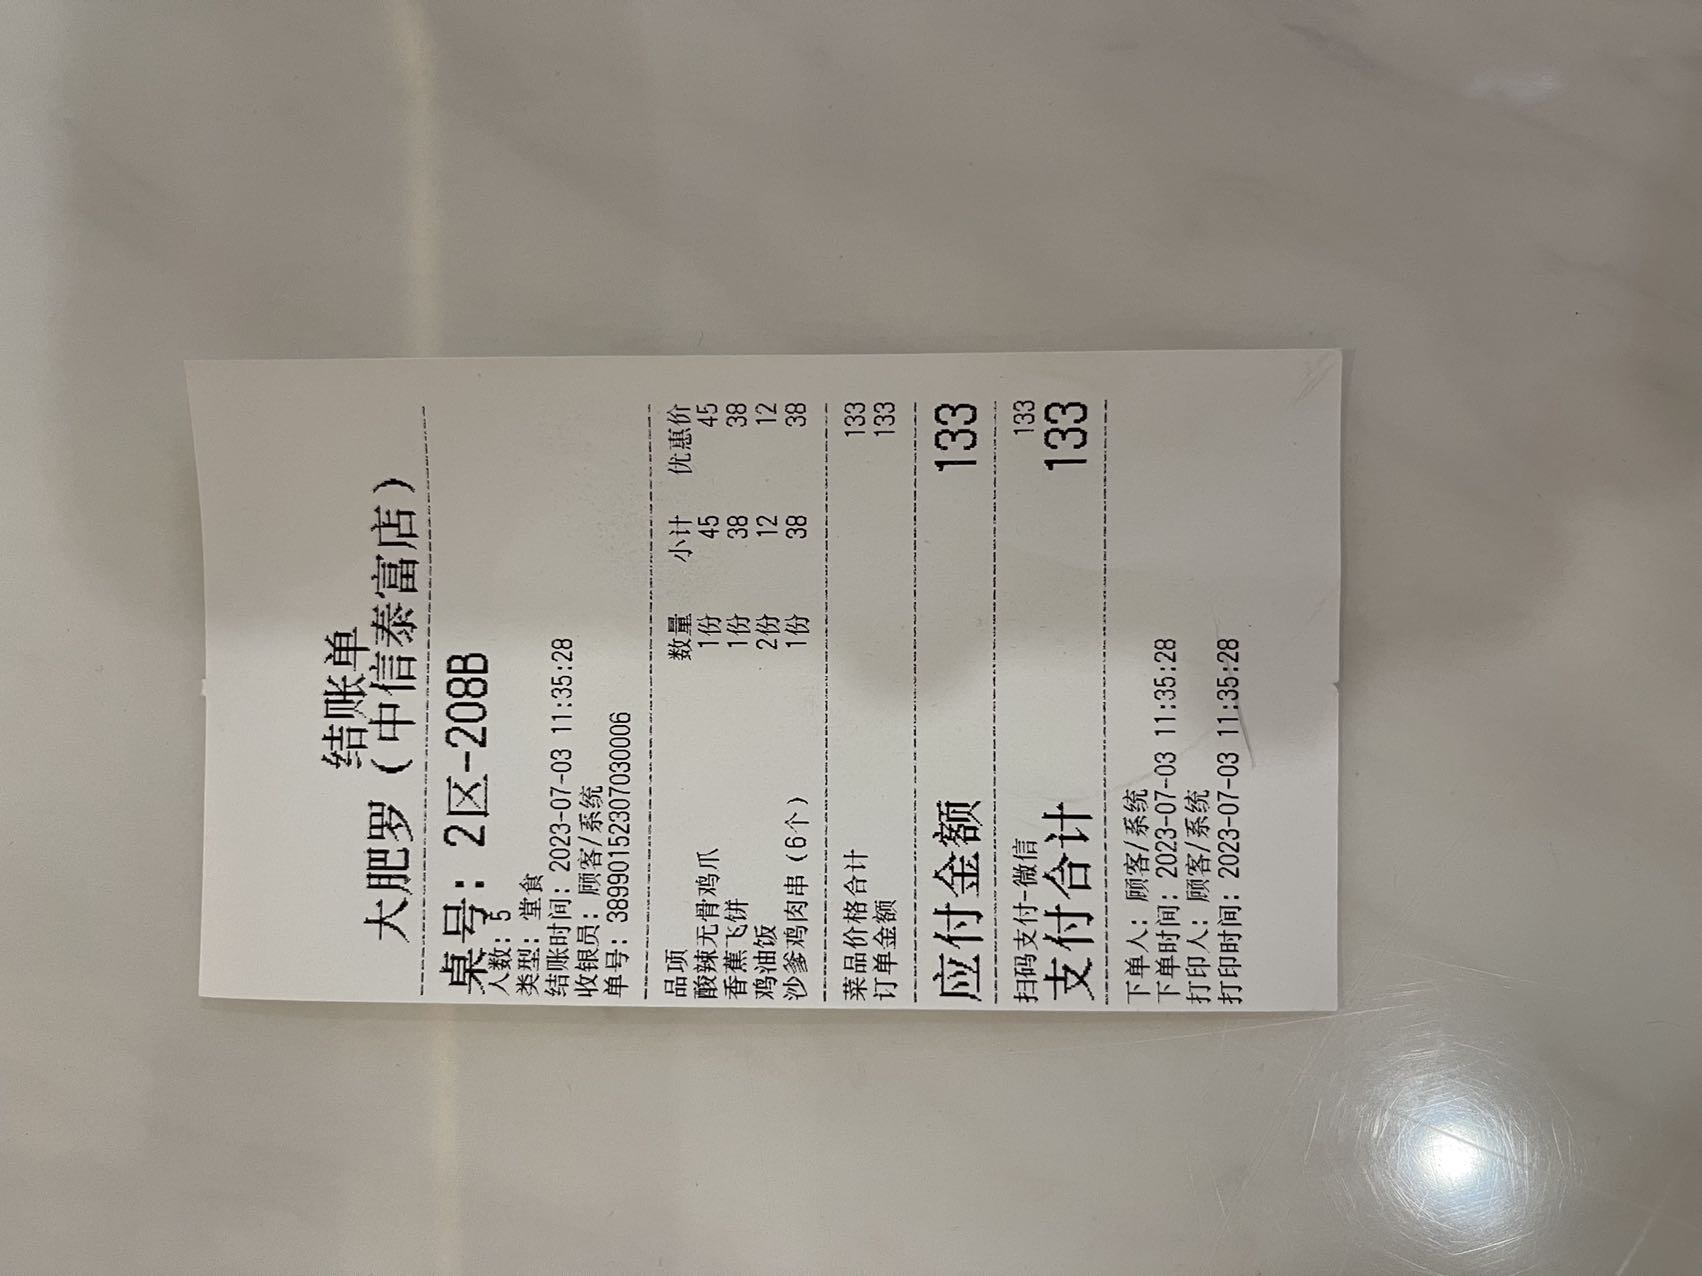 结账单
大肥罗（中信泰富店）
桌号：2区-208B
人数：5
类型：堂食
结账时间：2023-07-03 11:35:28
收银员：顾客/系统
单号：3899015230703​0006
品项 数量 小计 优惠价
酸辣无骨鸡爪 1份 45 45
香蕉飞饼 1份 38 38
鸡油饭 2份 12 12
沙爹鸡肉串（6个） 1份 38 38
菜品价格合计 133
订单金额 133
应付金额 133
扫码支付-微信 133
支付合计 133
下单人：顾客/系统
下单时间：2023-07-03 11:35:28
打印人：顾客/系统
打印时间：2023-07-03 11:35:28